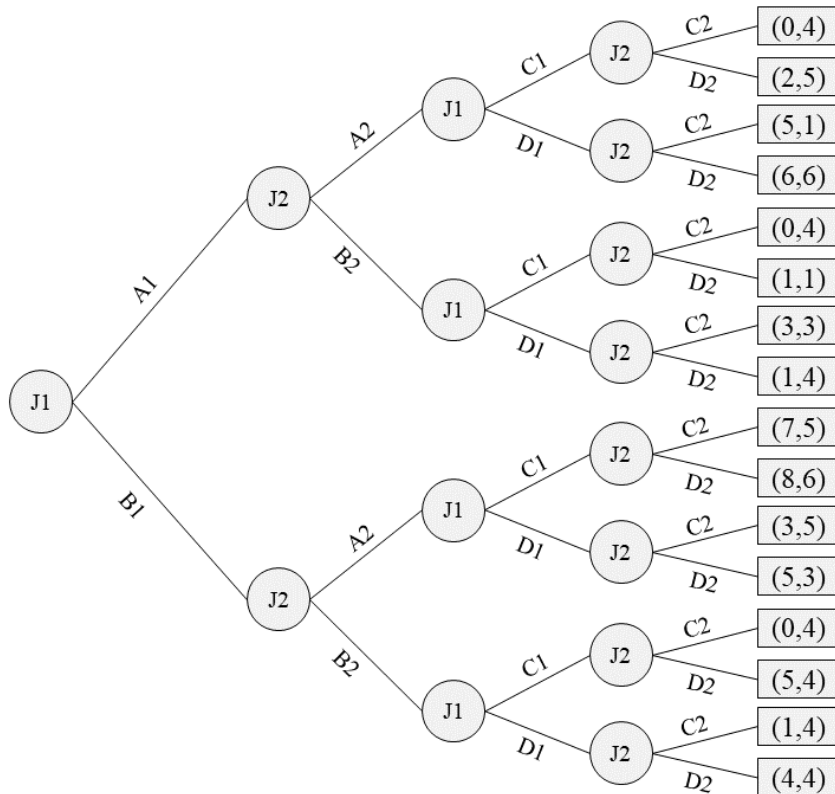 C2
(0,4)
J2
D2
(2,5)
C1
J1
A2
D1
C2
(5,1)
J2
D2
(6,6)
J2
A1
B2
C1
J1
D1
C2
(0,4)
J2
D2
(1,1)
C2
(3,3)
J2
D2
(1,4)
J1
B1
C2
(7,5)
J2
D2
(8,6)
C1
J1
A2
D1
C2
(3,5)
J2
D2
(5,3)
J2
B2
C1
J1
D1
C2
(0,4)
J2
D2
(5,4)
C2
(1,4)
J2
D2
(4,4)